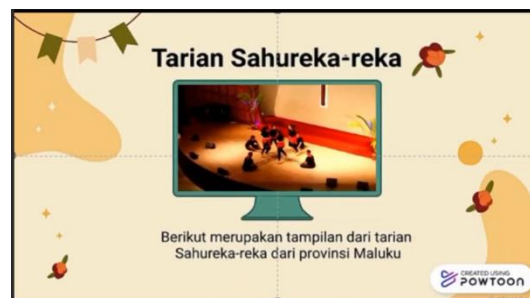 Tarian Sahureka-reka
Berikut merupakan tampilan dari tarian
Sahureka-reka dari provinsi Maluku
CREATED USING
POWTOON